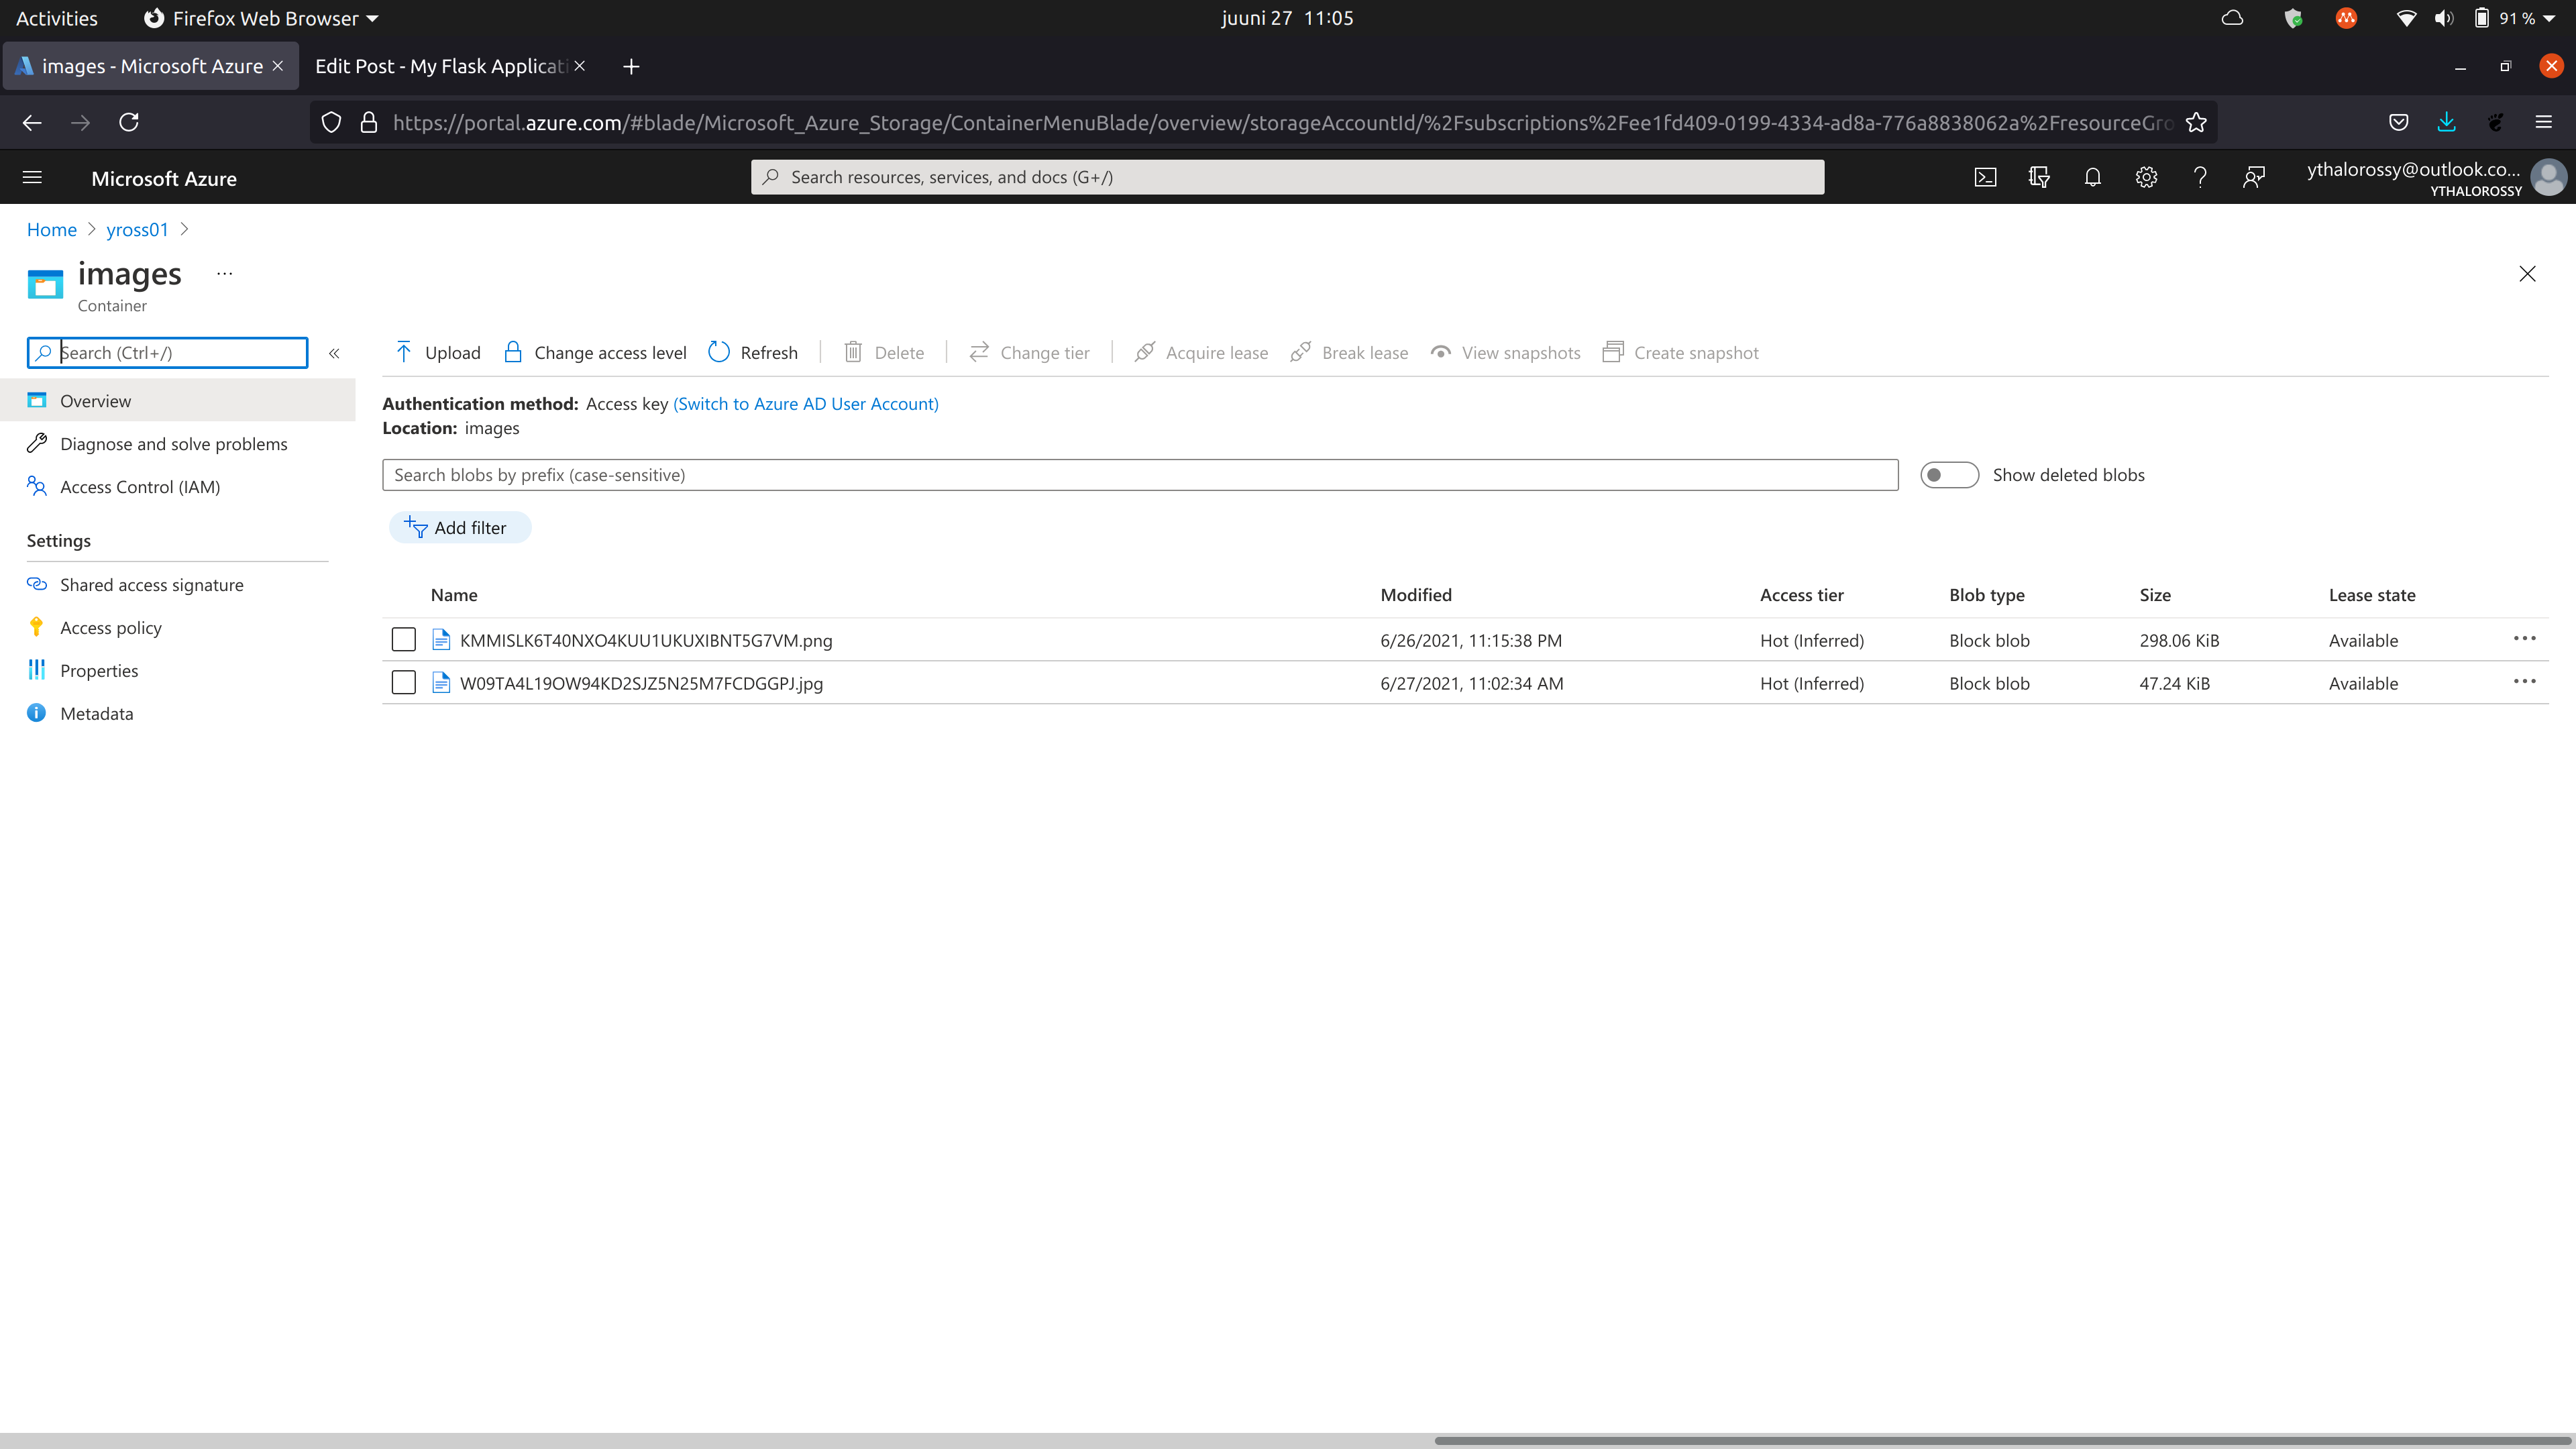 Activities Firefox Web Browser juuni 27 11:05 91 %
images - Microsoft Azure Edit Post - My Flask Applicati
https://portal.azure.com/#blade/Microsoft_Azure_Storage/ContainerMenuBlade/overview/storageAccountId/%2Fsubscriptions%2Fee1fd409-0199-4334-ad8a-776a8838062a%2FresourceGro
Microsoft Azure Search resources, services, and docs (G+/) ythalorossy@outlook.co...
YTHALOROSSY
Home > yross01 >
images ...
Container
Search (Ctrl+/) « Upload Change access level Refresh Delete Change tier Acquire lease Break lease View snapshots Create snapshot
Overview
Diagnose and solve problems
Access Control (IAM)
Settings
Shared access signature
Access policy
Properties
Metadata
Authentication method: Access key (Switch to Azure AD User Account)
Location: images
Search blobs by prefix (case-sensitive) Show deleted blobs
Add filter
Name Modified Access tier Blob type Size Lease state
KMMISLK6T40NXO4KUU1UKUXIBNT5G7VM.png 6/26/2021, 11:15:38 PM Hot (Inferred) Block blob 298.06 KiB Available ...
W09TA4L19OW94KD2SJZ5N25M7FCDGGPJ.jpg 6/27/2021, 11:02:34 AM Hot (Inferred) Block blob 47.24 KiB Available ...